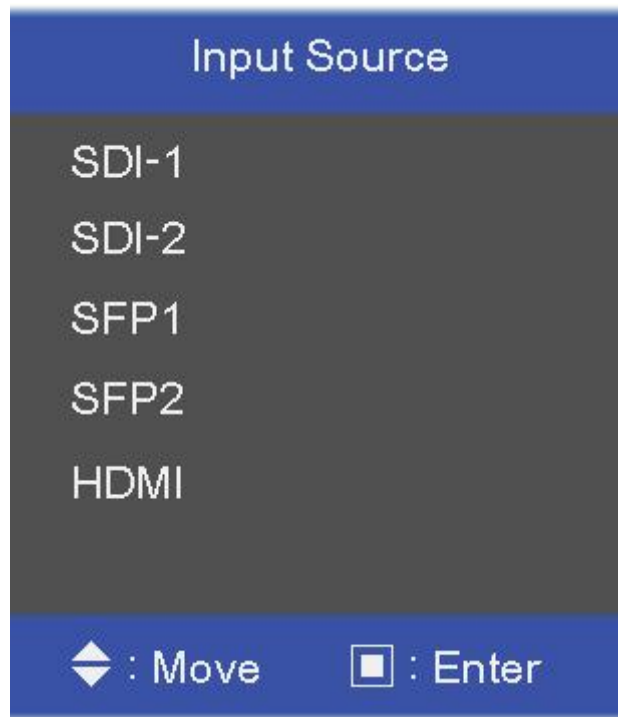 Input Source
SDI-1
SDI-2
SFP1
SFP2
HDMI
: Move : Enter